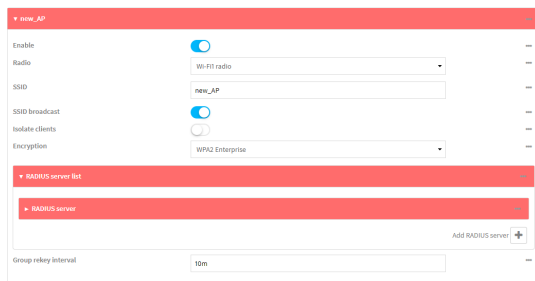 ▾ new_AP
Enable
Radio
Wi-Fi1 radio
SSID
new_AP
SSID broadcast
Isolate clients
Encryption
WPA2 Enterprise
▾ RADIUS server list
▸ RADIUS server
Add RADIUS server
Group rekey interval
10m